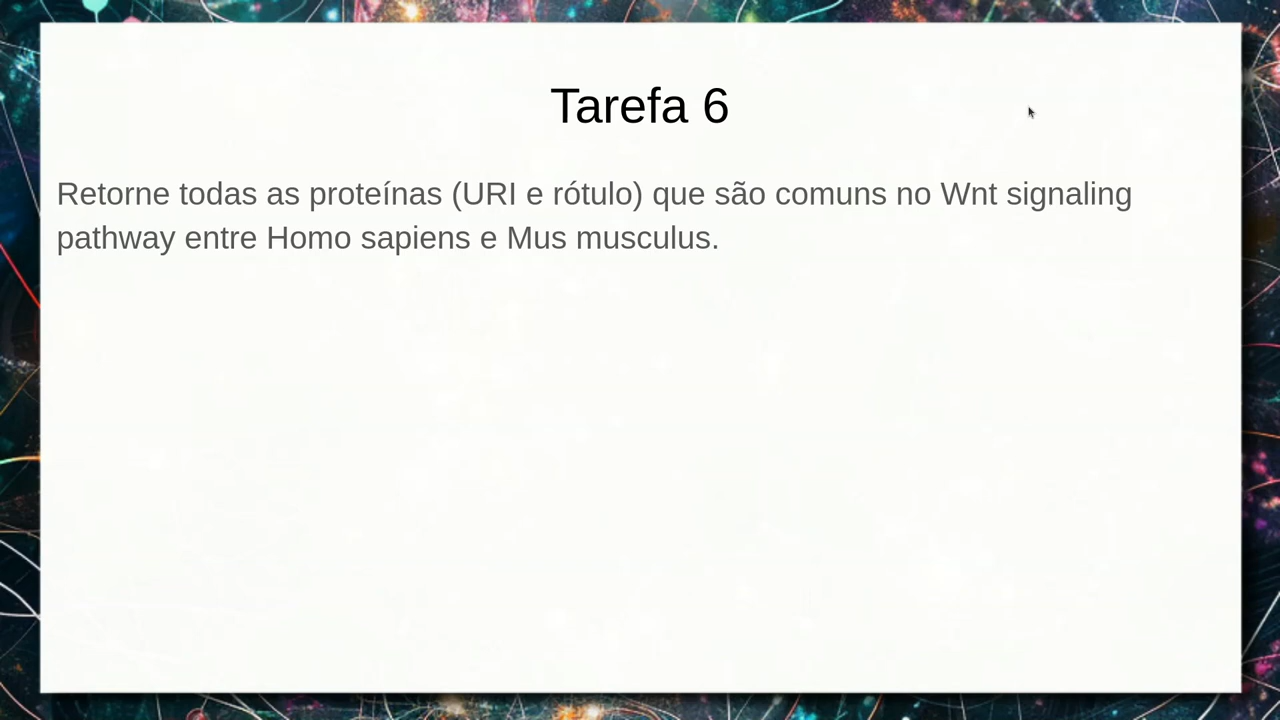 Tarefa 6
Retorne todas as proteínas (URI e rótulo) que são comuns no Wnt signaling
pathway entre Homo sapiens e Mus musculus.